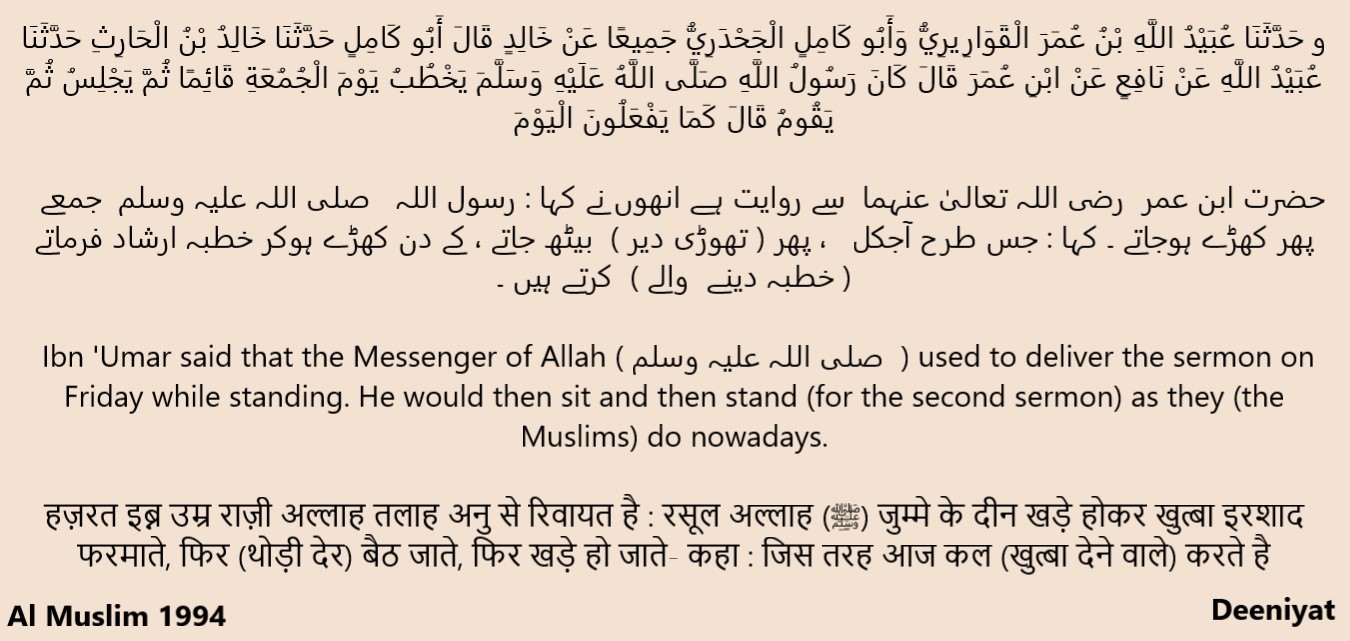 و حَدَّثَنَا عُبَيْدُ اللَّهِ بْنُ عُمَرَ الْقَوَارِيرِيُّ وَأَبُو كَامِلٍ الْجَحْدَرِيُّ جَمِيعًا عَنْ خَالِدٍ قَالَ أَبُو كَامِلٍ حَدَّثَنَا خَالِدُ بْنُ الْحَارِثِ حَدَّثَنَا
عُبَيْدُ اللَّهِ عَنْ نَافِعٍ عَنْ ابْنِ عُمَرَ قَالَ كَانَ رَسُولُ اللَّهِ صَلَّى اللَّهُ عَلَيْهِ وَسَلَّمَ يَخْطُبُ يَوْمَ الْجُمُعَةِ قَائِمًا ثُمَّ يَجْلِسُ ثُمَّ
يَقُومُ قَالَ كَمَا يَفْعَلُونَ الْيَوْمَ
حضرت ابن عمر رضی اللہ تعالیٰ عنہما سے روایت ہے انھوں نے کہا : رسول اللہ صلی اللہ علیہ وسلم جمعے
پھر کھڑے ہوجاتے ۔ کہا : جس طرح آجکل ، پھر ( تھوڑی دیر ) بیٹھ جاتے ، کے دن کھڑے ہوکر خطبہ ارشاد فرماتے
( خطبہ دینے والے ) کرتے ہیں ۔
Ibn 'Umar said that the Messenger of Allah ( صلی اللہ علیہ وسلم ) used to deliver the sermon on
Friday while standing. He would then sit and then stand (for the second sermon) as they (the
Muslims) do nowadays.
हज़रत इब्न उम्र राज़ी अल्लाह तलाह अनु से रिवायत है : रसूल अल्लाह (ﷺ) जुम्मे के दीन खड़े होकर खुत्बा इरशाद
फरमाते, फिर (थोड़ी देर) बैठ जाते, फिर खड़े हो जाते- कहा : जिस तरह आज कल (खुत्बा देने वाले) करते है
Al Muslim 1994
Deeniyat